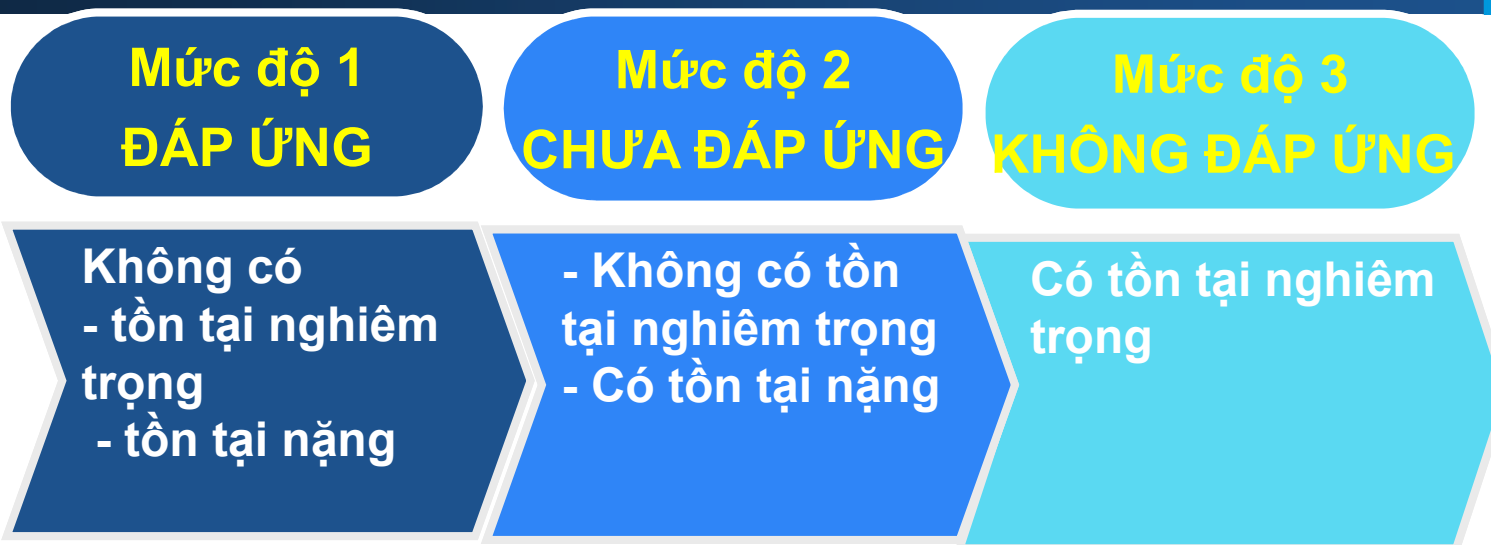 Mức độ 1
ĐÁP ỨNG
Mức độ 2
CHƯA ĐÁP ỨNG
Mức độ 3
KHÔNG ĐÁP ỨNG
Không có
- tồn tại nghiêm
trọng
- tồn tại nặng
- Không có tồn
tại nghiêm trọng
- Có tồn tại nặng
Có tồn tại nghiêm
trọng